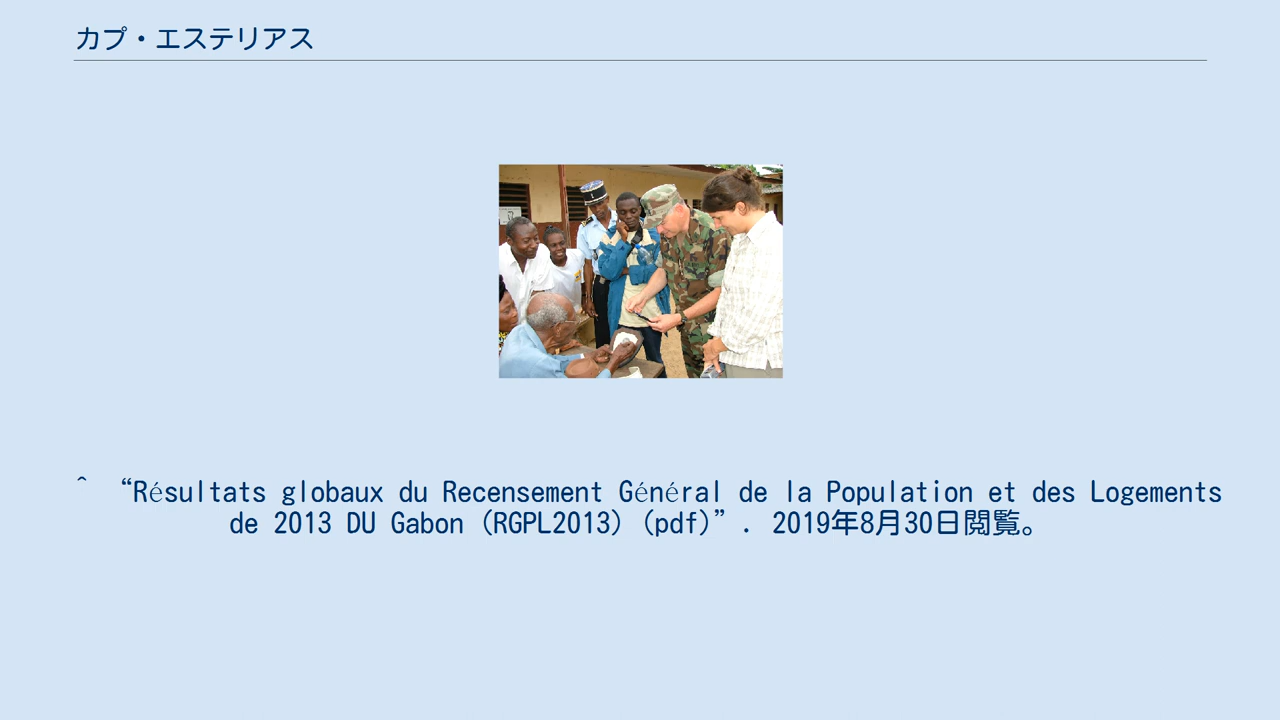 カプ・エステリアス
^ “Résultats globaux du Recensement Général de la Population et des Logements
de 2013 DU Gabon (RGPL2013) (pdf)”. 2019年8月30日閲覧。